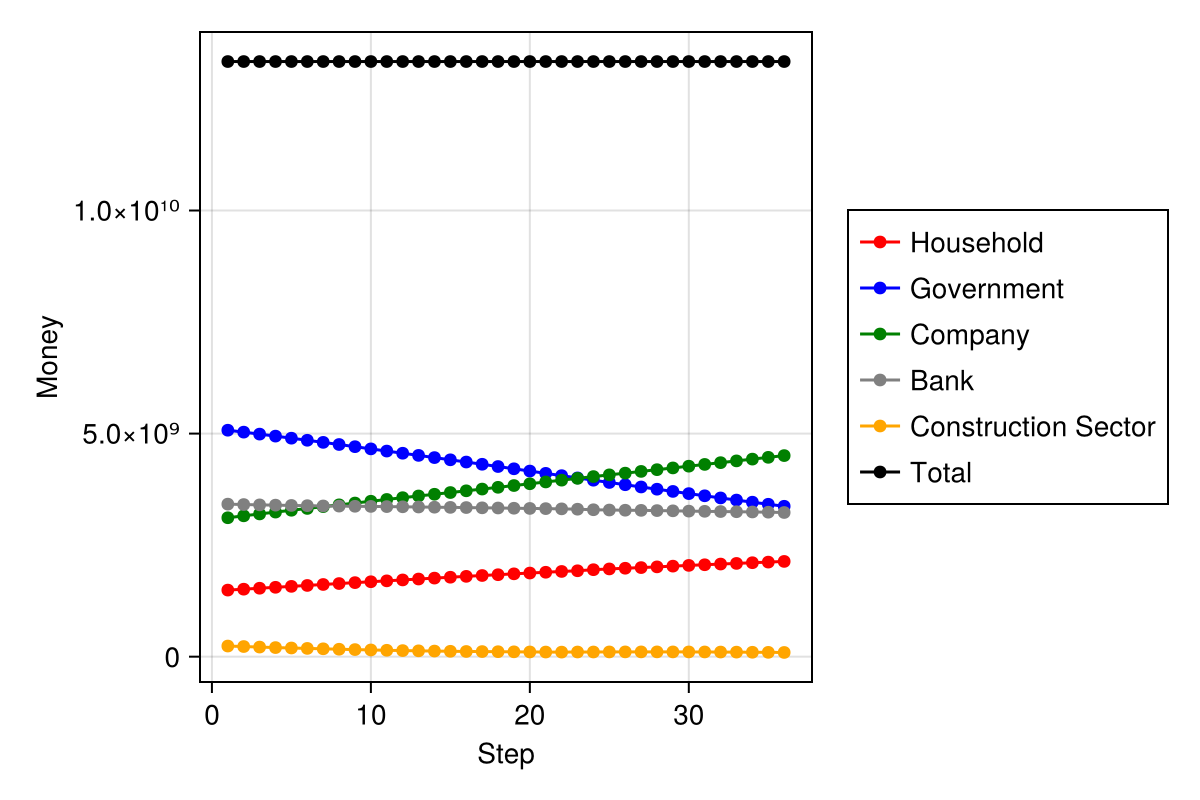 Money
1.0×10¹⁰
5.0×10⁹
0
0 10 20 30
Step
Household
Government
Company
Bank
Construction Sector
Total